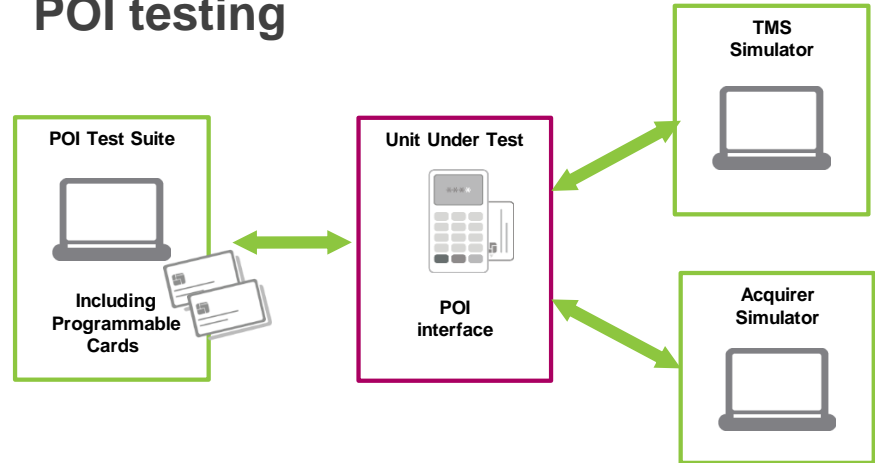 POI testing
POI Test Suite
Including
Programmable
Cards
Unit Under Test
POI
interface
TMS
Simulator
Acquirer
Simulator